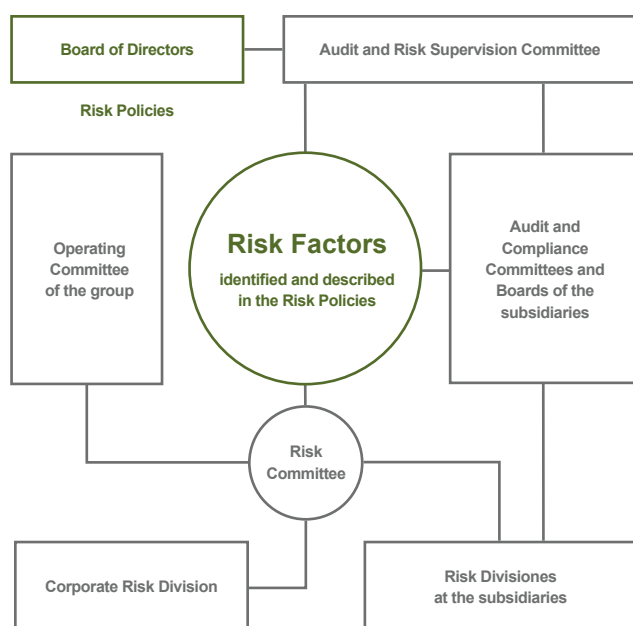 Board of Directors
Audit and Risk Supervision Committee
Risk Policies
Operating
Committee
of the group
Risk Factors
identified and described
in the Risk Policies
Audit and
Compliance
Committees and
Boards of the
subsidiaries
Risk
Committee
Corporate Risk Division
Risk Divisiones
at the subsidiaries